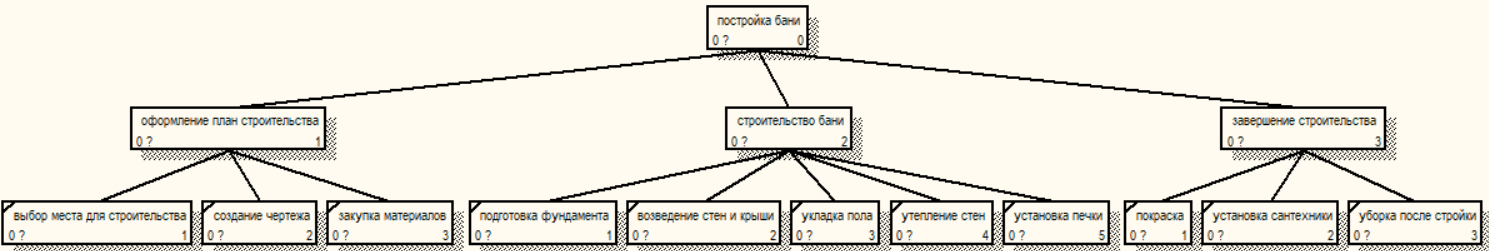 постройка бани
0 ? 0
оформление план строительства
0 ? 1
строительство бани
0 ? 2
завершение строительства
0 ? 3
выбор места для строительства
0 ? 1
создание чертежа
0 ? 2
закупка материалов
0 ? 3
подготовка фундамента
0 ? 1
возведение стен и крыши
0 ? 2
укладка пола
0 ? 3
утепление стен
0 ? 4
установка печки
0 ? 5
покраска
0 ? 1
установка сантехники
0 ? 2
уборка после стройки
0 ? 3